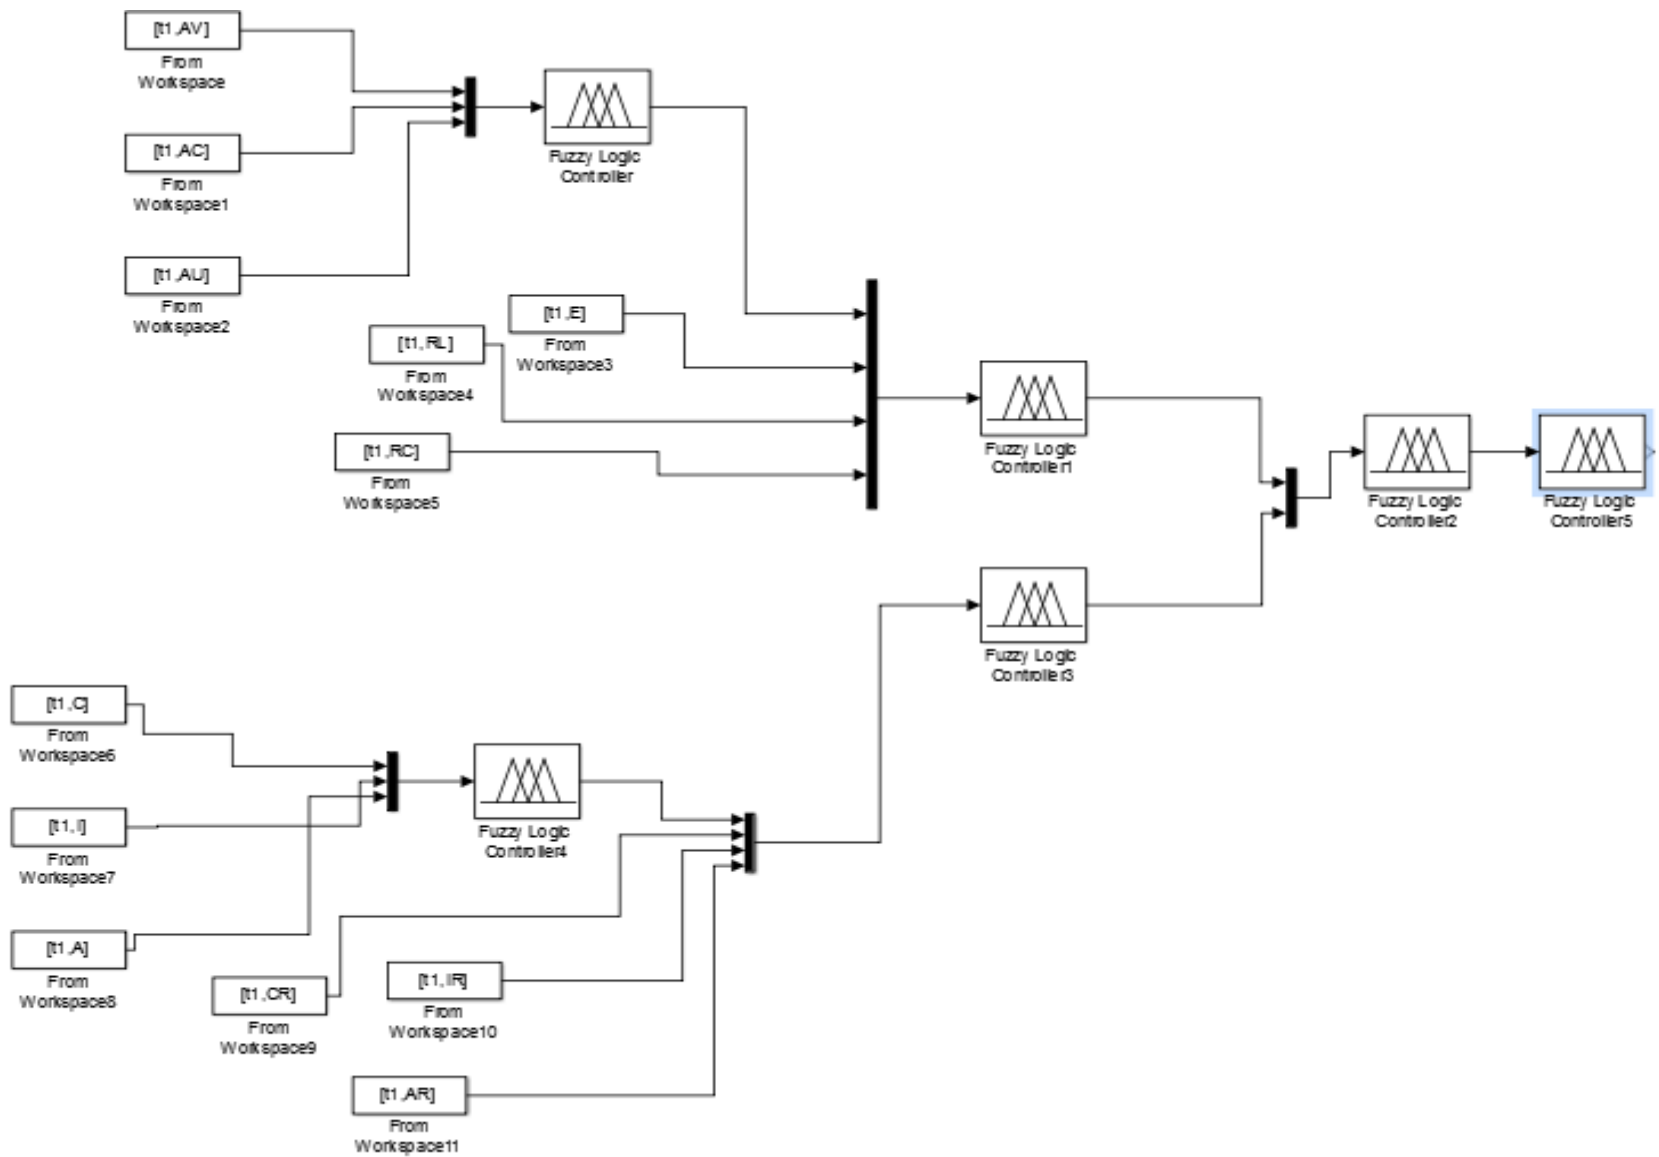 [t1,AV]
From
Workspace
[t1,AC]
From
Workspace1
[t1,AU]
From
Workspace2
Fuzzy Logic
Controller
[t1,E]
From
Workspace3
[t1,RL]
From
Workspace4
[t1,RC]
From
Workspace5
Fuzzy Logic
Controller1
Fuzzy Logic
Controller2
Fuzzy Logic
Controller5
Fuzzy Logic
Controller3
[t1,C]
From
Workspace6
[t1,I]
From
Workspace7
[t1,A]
From
Workspace8
Fuzzy Logic
Controller4
[t1,CR]
From
Workspace9
[t1,IR]
From
Workspace10
[t1,AR]
From
Workspace11